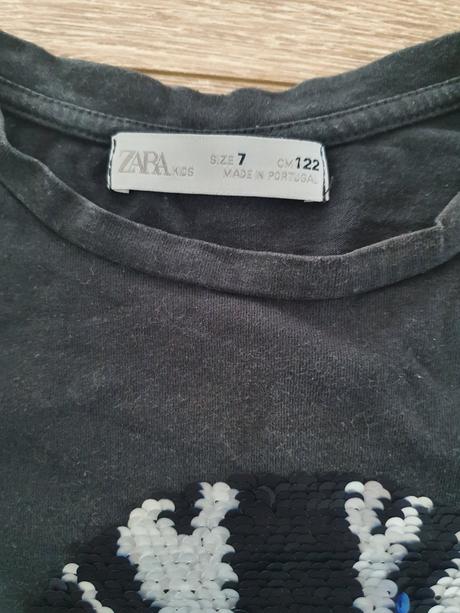 ZARA KIDS SIZE 7 CM 122
MADE IN PORTUGAL